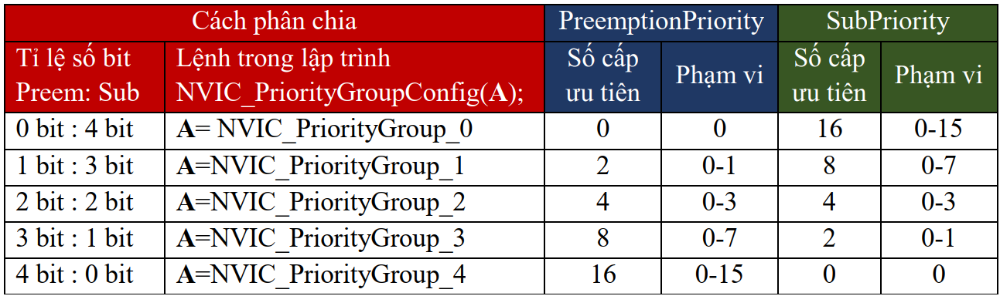 Cách phân chia PreemptionPriority SubPriority
Tỉ lệ số bit Preem: Sub
Lệnh trong lập trình NVIC_PriorityGroupConfig(A);
Số cấp ưu tiên
Phạm vi
Số cấp ưu tiên
Phạm vi
0 bit : 4 bit A= NVIC_PriorityGroup_0 0 0 16 0-15
1 bit : 3 bit A=NVIC_PriorityGroup_1 2 0-1 8 0-7
2 bit : 2 bit A=NVIC_PriorityGroup_2 4 0-3 4 0-3
3 bit : 1 bit A=NVIC_PriorityGroup_3 8 0-7 2 0-1
4 bit : 0 bit A=NVIC_PriorityGroup_4 16 0-15 0 0